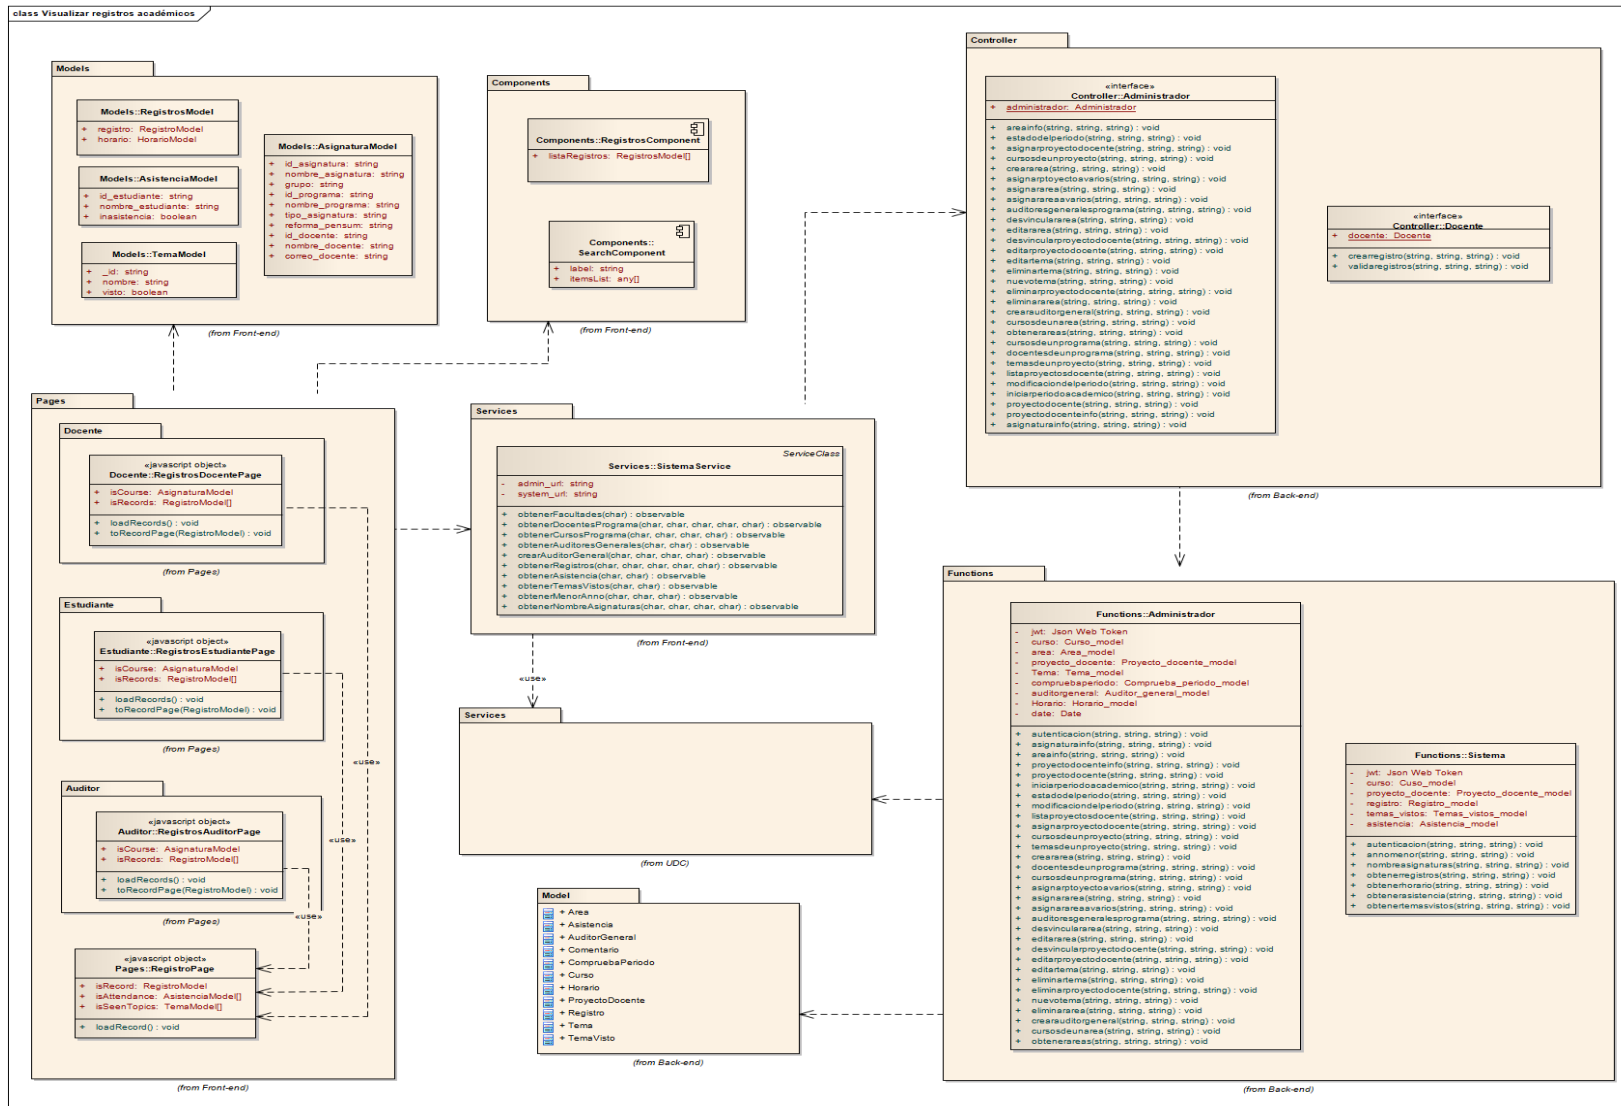 class Visualizar registros académicos
Models
Models::RegistrosModel
+ registro: RegistroModel
+ horario: HorarioModel
Models::AsistenciaModel
+ id_estudiante: string
+ nombre_estudiante: string
+ inasistencia: boolean
Models::TemaModel
+ _id: string
+ nombre: string
+ visto: boolean
Models::AsignaturaModel
+ id_asignatura: string
+ nombre_asignatura: string
+ grupo: string
+ id_programa: string
+ nombre_programa: string
+ tipo_asignatura: string
+ reforma_pensum: string
+ id_docente: string
+ nombre_docente: string
+ correo_docente: string
(from Front-end)
Components
Components::RegistrosComponent
+ listaRegistros: RegistrosModel[]
Components::
SearchComponent
+ label: string
+ itemsList: any[]
(from Front-end)
Controller
«interface»
Controller::Administrador
+ administrador: Administrador
+ areainfo(string, string, string) : void
+ estadodelperiodo(string, string, string) : void
+ asignarproyectodocente(string, string, string) : void
+ cursosdeunproyecto(string, string, string) : void
+ creararea(string, string, string) : void
+ asignarptoyectoavarios(string, string, string) : void
+ asignararea(string, string, string) : void
+ asignarareaavarios(string, string, string) : void
+ auditoresgeneralesprograma(string, string, string) : void
+ desvinculararea(string, string, string) : void
+ editararea(string, string, string) : void
+ desvincularproyectodocente(string, string, string) : void
+ editarproyectodocente(string, string, string) : void
+ editartema(string, string, string) : void
+ eliminartema(string, string, string) : void
+ nuevotema(string, string, string) : void
+ eliminarproyectodocente(string, string, string) : void
+ eliminararea(string, string, string) : void
+ crearauditorgeneral(string, string, string) : void
+ cursosdeunarea(string, string, string) : void
+ obtenerareas(string, string, string) : void
+ cursosdeunprograma(string, string, string) : void
+ docentesdeunprograma(string, string, string) : void
+ temasdeunproyecto(string, string, string) : void
+ listaproyectosdocente(string, string, string) : void
+ modificaciondelperiodo(string, string, string) : void
+ iniciarperiodoacademico(string, string, string) : void
+ proyectodocente(string, string, string) : void
+ proyectodocenteinfo(string, string, string) : void
+ asignaturainfo(string, string, string) : void
«interface»
Controller::Docente
+ docente: Docente
+ crearregistro(string, string, string) : void
+ validaregistros(string, string, string) : void
(from Back-end)
Pages
Docente
«javascript object»
Docente::RegistrosDocentePage
+ isCourse: AsignaturaModel
+ isRecords: RegistroModel[]
+ loadRecords() : void
+ toRecordPage(RegistroModel) : void
(from Pages)
Estudiante
«javascript object»
Estudiante::RegistrosEstudiantePage
+ isCourse: AsignaturaModel
+ isRecords: RegistroModel[]
+ loadRecords() : void
+ toRecordPage(RegistroModel) : void
(from Pages)
Auditor
«javascript object»
Auditor::RegistrosAuditorPage
+ isCourse: AsignaturaModel
+ isRecords: RegistroModel[]
+ loadRecords() : void
+ toRecordPage(RegistroModel) : void
(from Pages)
«use»
«use»
«use»
«javascript object»
Pages::RegistroPage
+ isRecord: RegistroModel
+ isAttendance: AsistenciaModel[]
+ isSeenTopics: TemaModel[]
+ loadRecord() : void
(from Front-end)
Services
ServiceClass
Services::SistemaService
- admin_url: string
- system_url: string
+ obtenerFacultades(char) : observable
+ obtenerDocentesPrograma(char, char, char, char, char) : observable
+ obtenerCursosPrograma(char, char, char, char) : observable
+ obtenerAuditoresGenerales(char, char) : observable
+ crearAuditorGeneral(char, char, char, char) : observable
+ obtenerRegistros(char, char, char, char, char) : observable
+ obtenerAsistencia(char, char) : observable
+ obtenerTemasVistos(char, char) : observable
+ obtenerMenorAnno(char, char, char) : observable
+ obtenerNombreAsignaturas(char, char, char, char) : observable
(from Front-end)
«use»
Services
(from UDC)
Model
+ Area
+ Asistencia
+ AuditorGeneral
+ Comentario
+ CompruebaPeriodo
+ Curso
+ Horario
+ ProyectoDocente
+ Registro
+ Tema
+ TemaVisto
(from Back-end)
Functions
Functions::Administrador
- jwt: Json Web Token
- curso: Curso_model
- area: Area_model
- proyecto_docente: Proyecto_docente_model
- Tema: Tema_model
- compruebaperiodo: Comprueba_periodo_model
- auditorgeneral: Auditor_general_model
- Horario: Horario_model
- date: Date
+ autenticacion(string, string, string) : void
+ asignaturainfo(string, string, string) : void
+ areainfo(string, string, string) : void
+ proyectodocenteinfo(string, string, string) : void
+ proyectodocente(string, string, string) : void
+ iniciarperiodoacademico(string, string, string) : void
+ estadodelperiodo(string, string, string) : void
+ modificaciondelperiodo(string, string, string) : void
+ listaproyectosdocente(string, string, string) : void
+ asignarproyectodocente(string, string, string) : void
+ cursosdeunproyecto(string, string, string) : void
+ temasdeunproyecto(string, string, string) : void
+ creararea(string, string, string) : void
+ docentesdeunprograma(string, string, string) : void
+ cursosdeunprograma(string, string, string) : void
+ asignarptoyectoavarios(string, string, string) : void
+ asignararea(string, string, string) : void
+ asignarareaavarios(string, string, string) : void
+ auditoresgeneralesprograma(string, string, string) : void
+ desvinculararea(string, string, string) : void
+ editararea(string, string, string) : void
+ desvincularproyectodocente(string, string, string) : void
+ editarproyectodocente(string, string, string) : void
+ editartema(string, string, string) : void
+ eliminartema(string, string, string) : void
+ eliminarproyectodocente(string, string, string) : void
+ nuevotema(string, string, string) : void
+ eliminararea(string, string, string) : void
+ crearauditorgeneral(string, string, string) : void
+ cursosdeunarea(string, string, string) : void
+ obtenerareas(string, string, string) : void
Functions::Sistema
- jwt: Json Web Token
- curso: Cuso_model
- proyecto_docente: Proyecto_docente_model
- registro: Registro_model
- temas_vistos: Temas_vistos_model
- asistencia: Asistencia_model
+ autenticacion(string, string, string) : void
+ annomenor(string, string, string) : void
+ nombreasignaturas(string, string, string) : void
+ obtenerregistros(string, string, string) : void
+ obtenerhorario(string, string, string) : void
+ obtenerasistencia(string, string, string) : void
+ obtenertemasvistos(string, string, string) : void
(from Back-end)